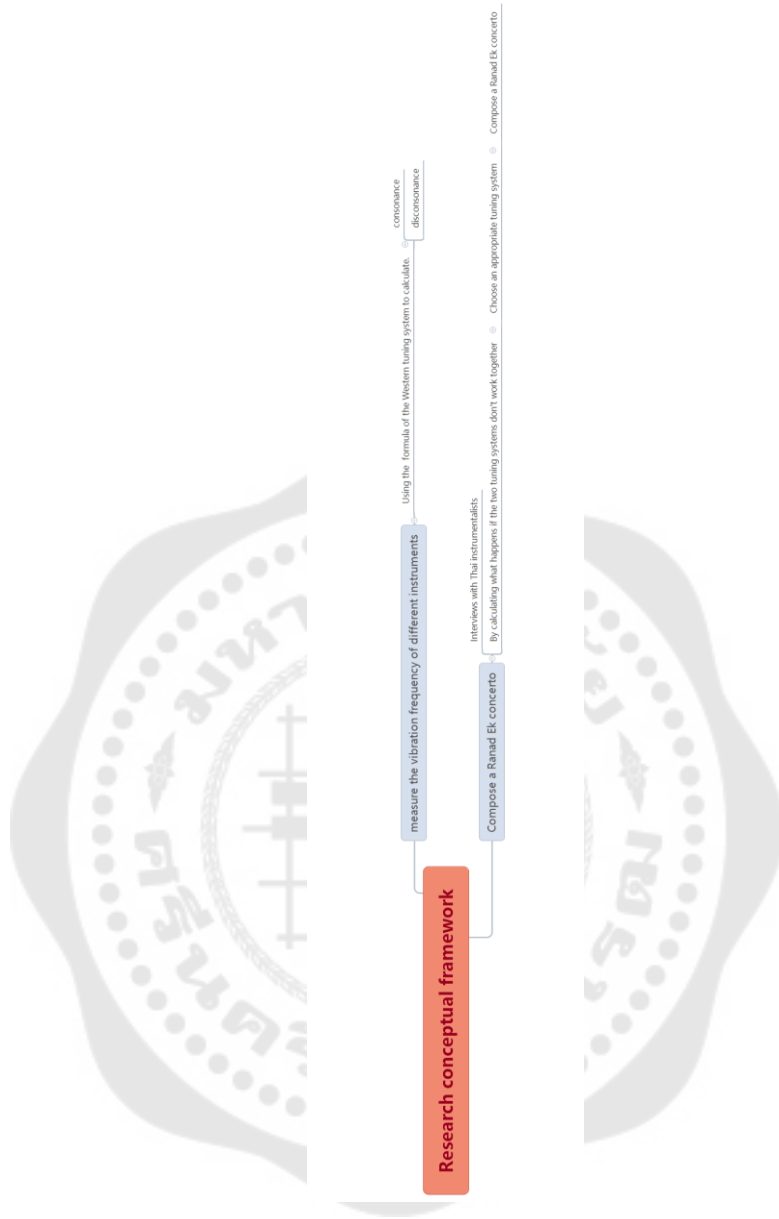 Research conceptual framework
measure the vibration frequency of different instruments
Using the formula of the Western tuning system to calculate.
consonance
disconsonance
Compose a Ranad Ek concerto
Interviews with Thai instrumentalists
By calculating what happens if the two tuning systems don't work together
Choose an appropriate tuning system
Compose a Ranad Ek concerto